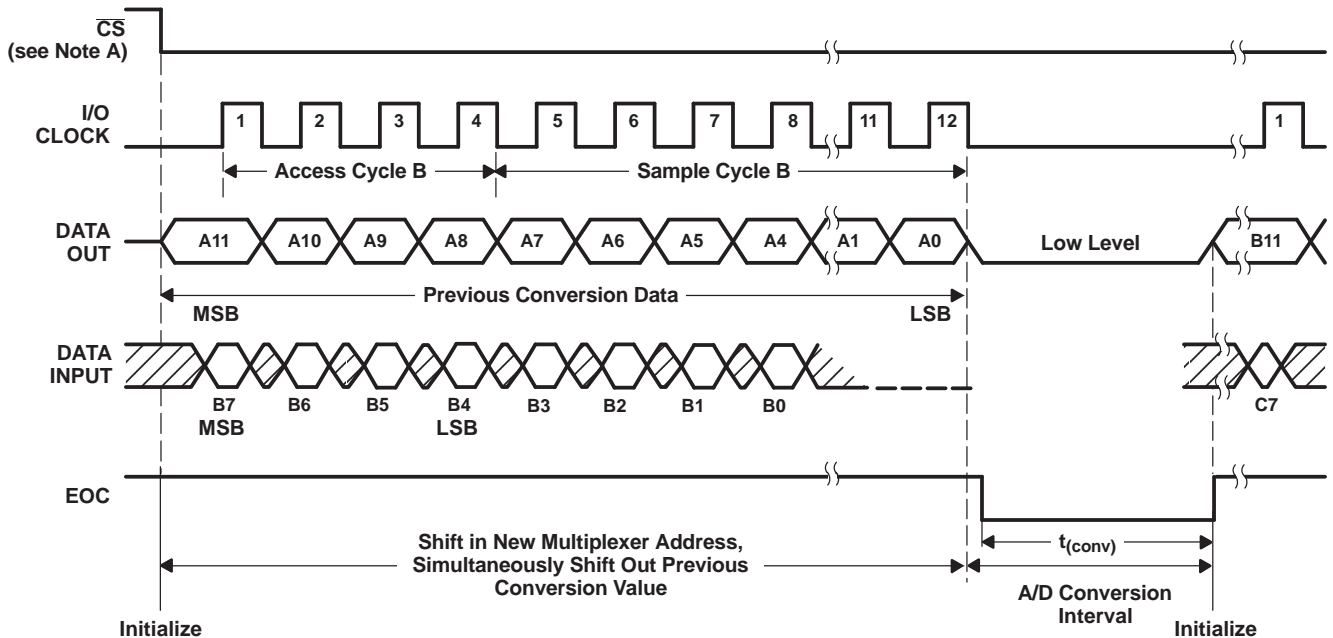 CS
(see Note A)
I/O
CLOCK
1 2 3 4 5 6 7 8 11 12 1
Access Cycle B Sample Cycle B
DATA
OUT
A11 A10 A9 A8 A7 A6 A5 A4 A1 A0 Low Level B11
Previous Conversion Data
MSB LSB
DATA
INPUT
B7 B6 B5 B4 B3 B2 B1 B0 C7
MSB LSB
EOC
Shift in New Multiplexer Address,
Simultaneously Shift Out Previous
Conversion Value
t(conv)
A/D Conversion
Interval
Initialize Initialize